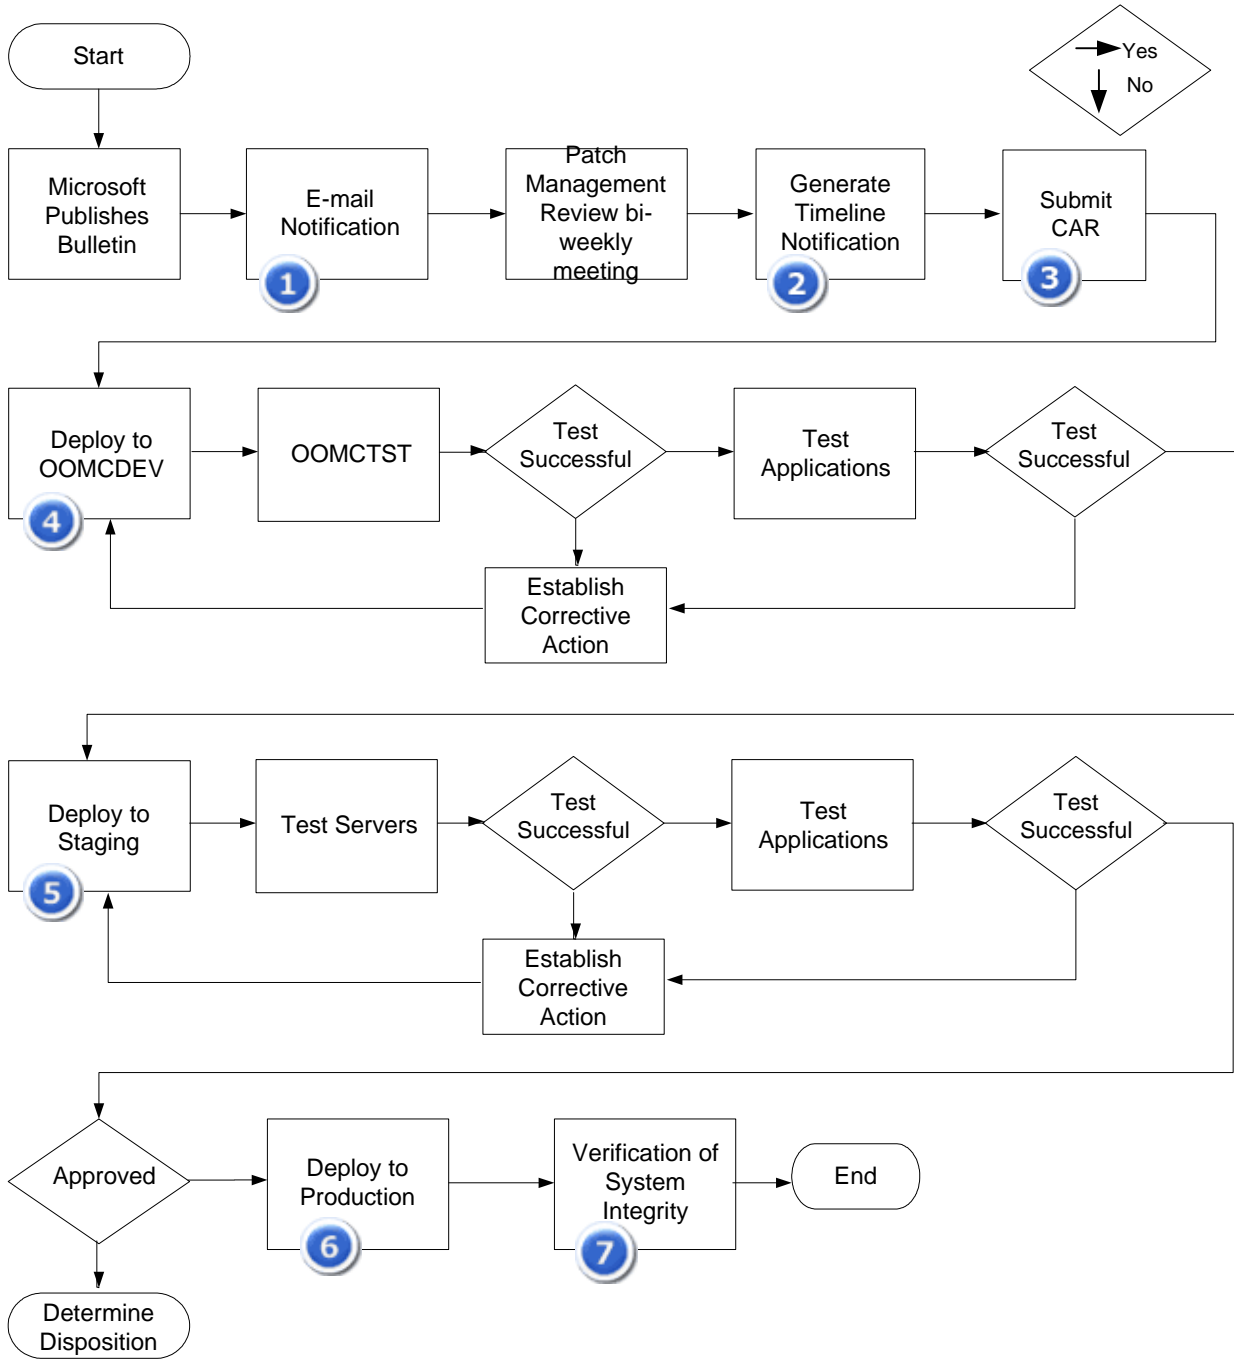 Start
Yes
No
Microsoft
Publishes
Bulletin
E-mail
Notification
1
Patch
Management
Review bi-
weekly
meeting
Generate
Timeline
Notification
2
Submit
CAR
3
Deploy to
OOMCDEV
4
OOMCTST
Test
Successful
Test
Applications
Test
Successful
Establish
Corrective
Action
Deploy to
Staging
5
Test Servers
Test
Successful
Test
Applications
Test
Successful
Establish
Corrective
Action
Approved
Deploy to
Production
6
Verification of
System
Integrity
7
End
Determine
Disposition